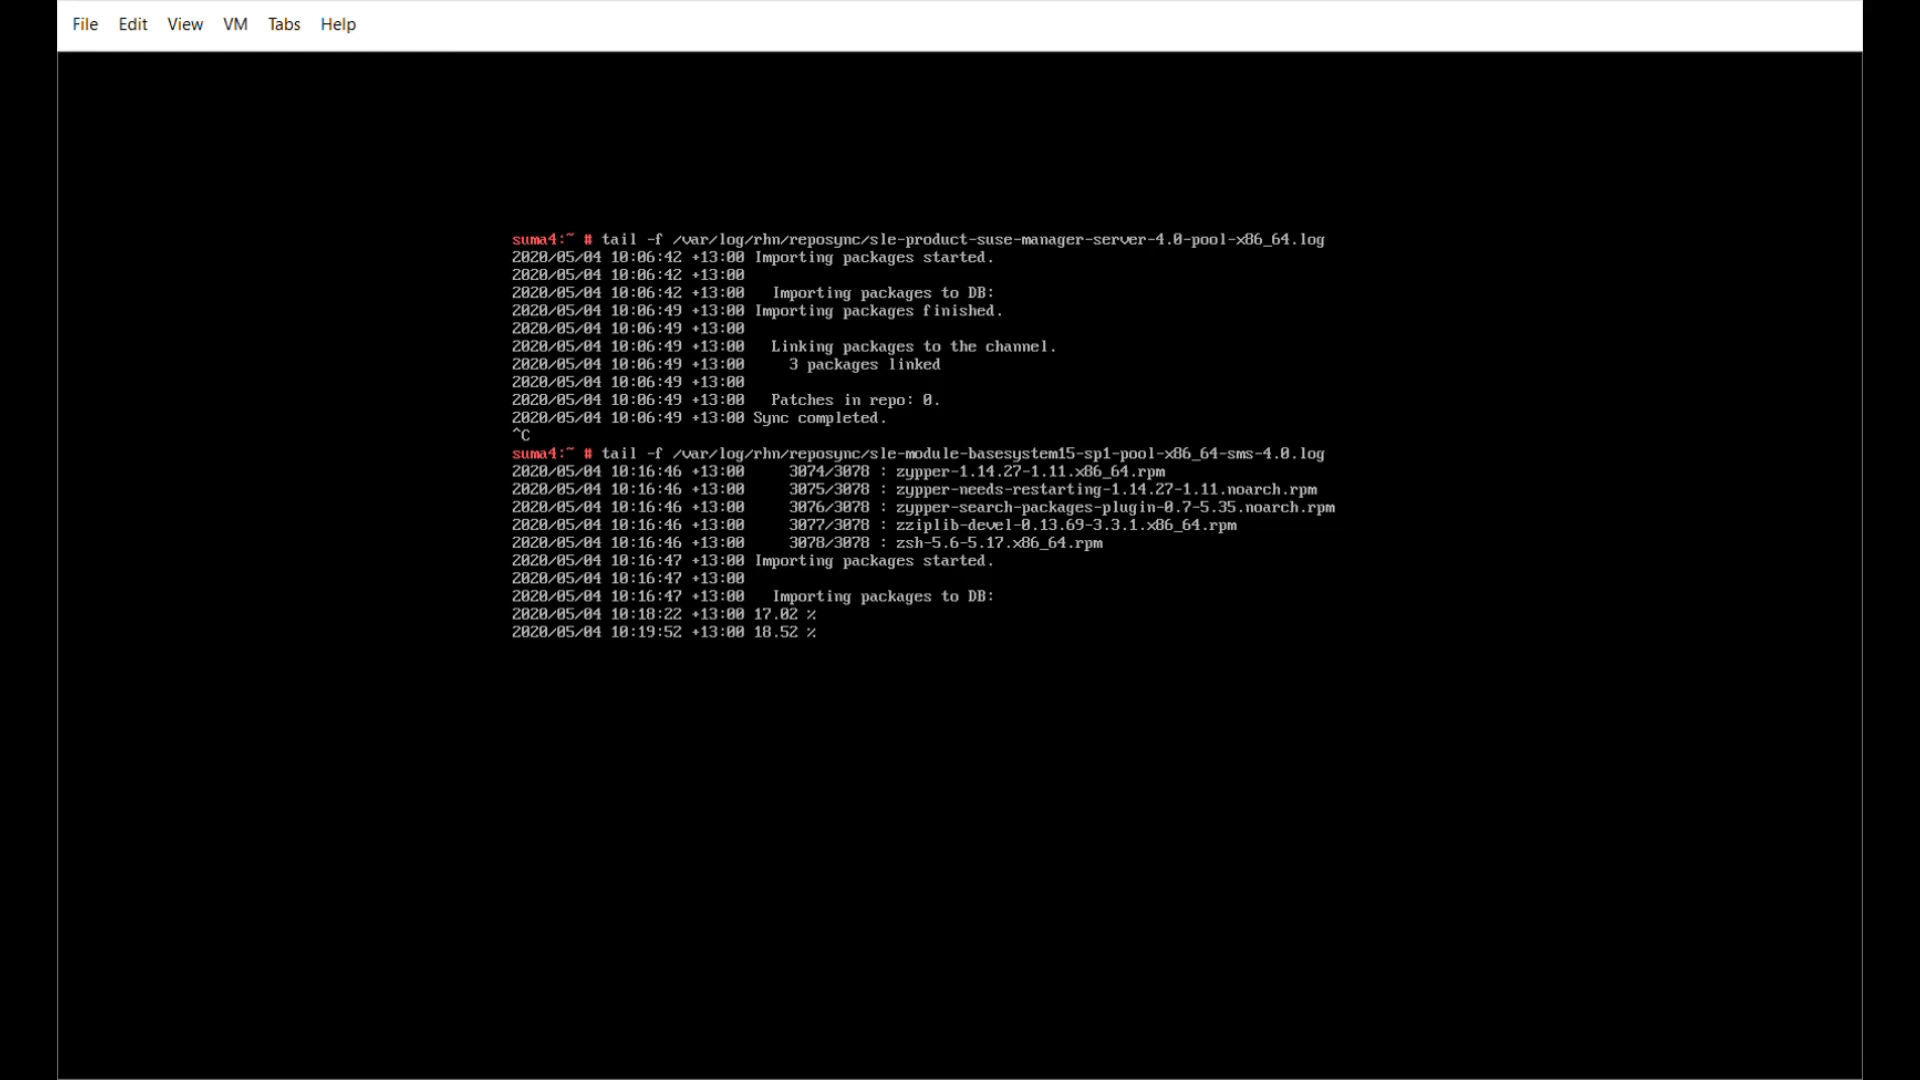 File Edit View VM Tabs Help
suma4:~ # tail -f /var/log/rhn/reposync/sle-product-suse-manager-server-4.0-pool-x86_64.log
2020/05/04 10:06:42 +13:00 Importing packages started.
2020/05/04 10:06:42 +13:00
2020/05/04 10:06:42 +13:00   Importing packages to DB:
2020/05/04 10:06:49 +13:00 Importing packages finished.
2020/05/04 10:06:49 +13:00
2020/05/04 10:06:49 +13:00   Linking packages to the channel.
2020/05/04 10:06:49 +13:00     3 packages linked
2020/05/04 10:06:49 +13:00
2020/05/04 10:06:49 +13:00   Patches in repo: 0.
2020/05/04 10:06:49 +13:00 Sync completed.
^C
suma4:~ # tail -f /var/log/rhn/reposync/sle-module-basesystem15-sp1-pool-x86_64-sms-4.0.log
2020/05/04 10:16:46 +13:00     3074/3078 : zypper-1.14.27-1.11.x86_64.rpm
2020/05/04 10:16:46 +13:00     3075/3078 : zypper-needs-restarting-1.14.27-1.11.noarch.rpm
2020/05/04 10:16:46 +13:00     3076/3078 : zypper-search-packages-plugin-0.7-5.35.noarch.rpm
2020/05/04 10:16:46 +13:00     3077/3078 : zziplib-devel-0.13.69-3.3.1.x86_64.rpm
2020/05/04 10:16:46 +13:00     3078/3078 : zsh-5.6-5.17.x86_64.rpm
2020/05/04 10:16:47 +13:00 Importing packages started.
2020/05/04 10:16:47 +13:00
2020/05/04 10:16:47 +13:00   Importing packages to DB:
2020/05/04 10:18:22 +13:00 17.02 %
2020/05/04 10:19:52 +13:00 18.52 %